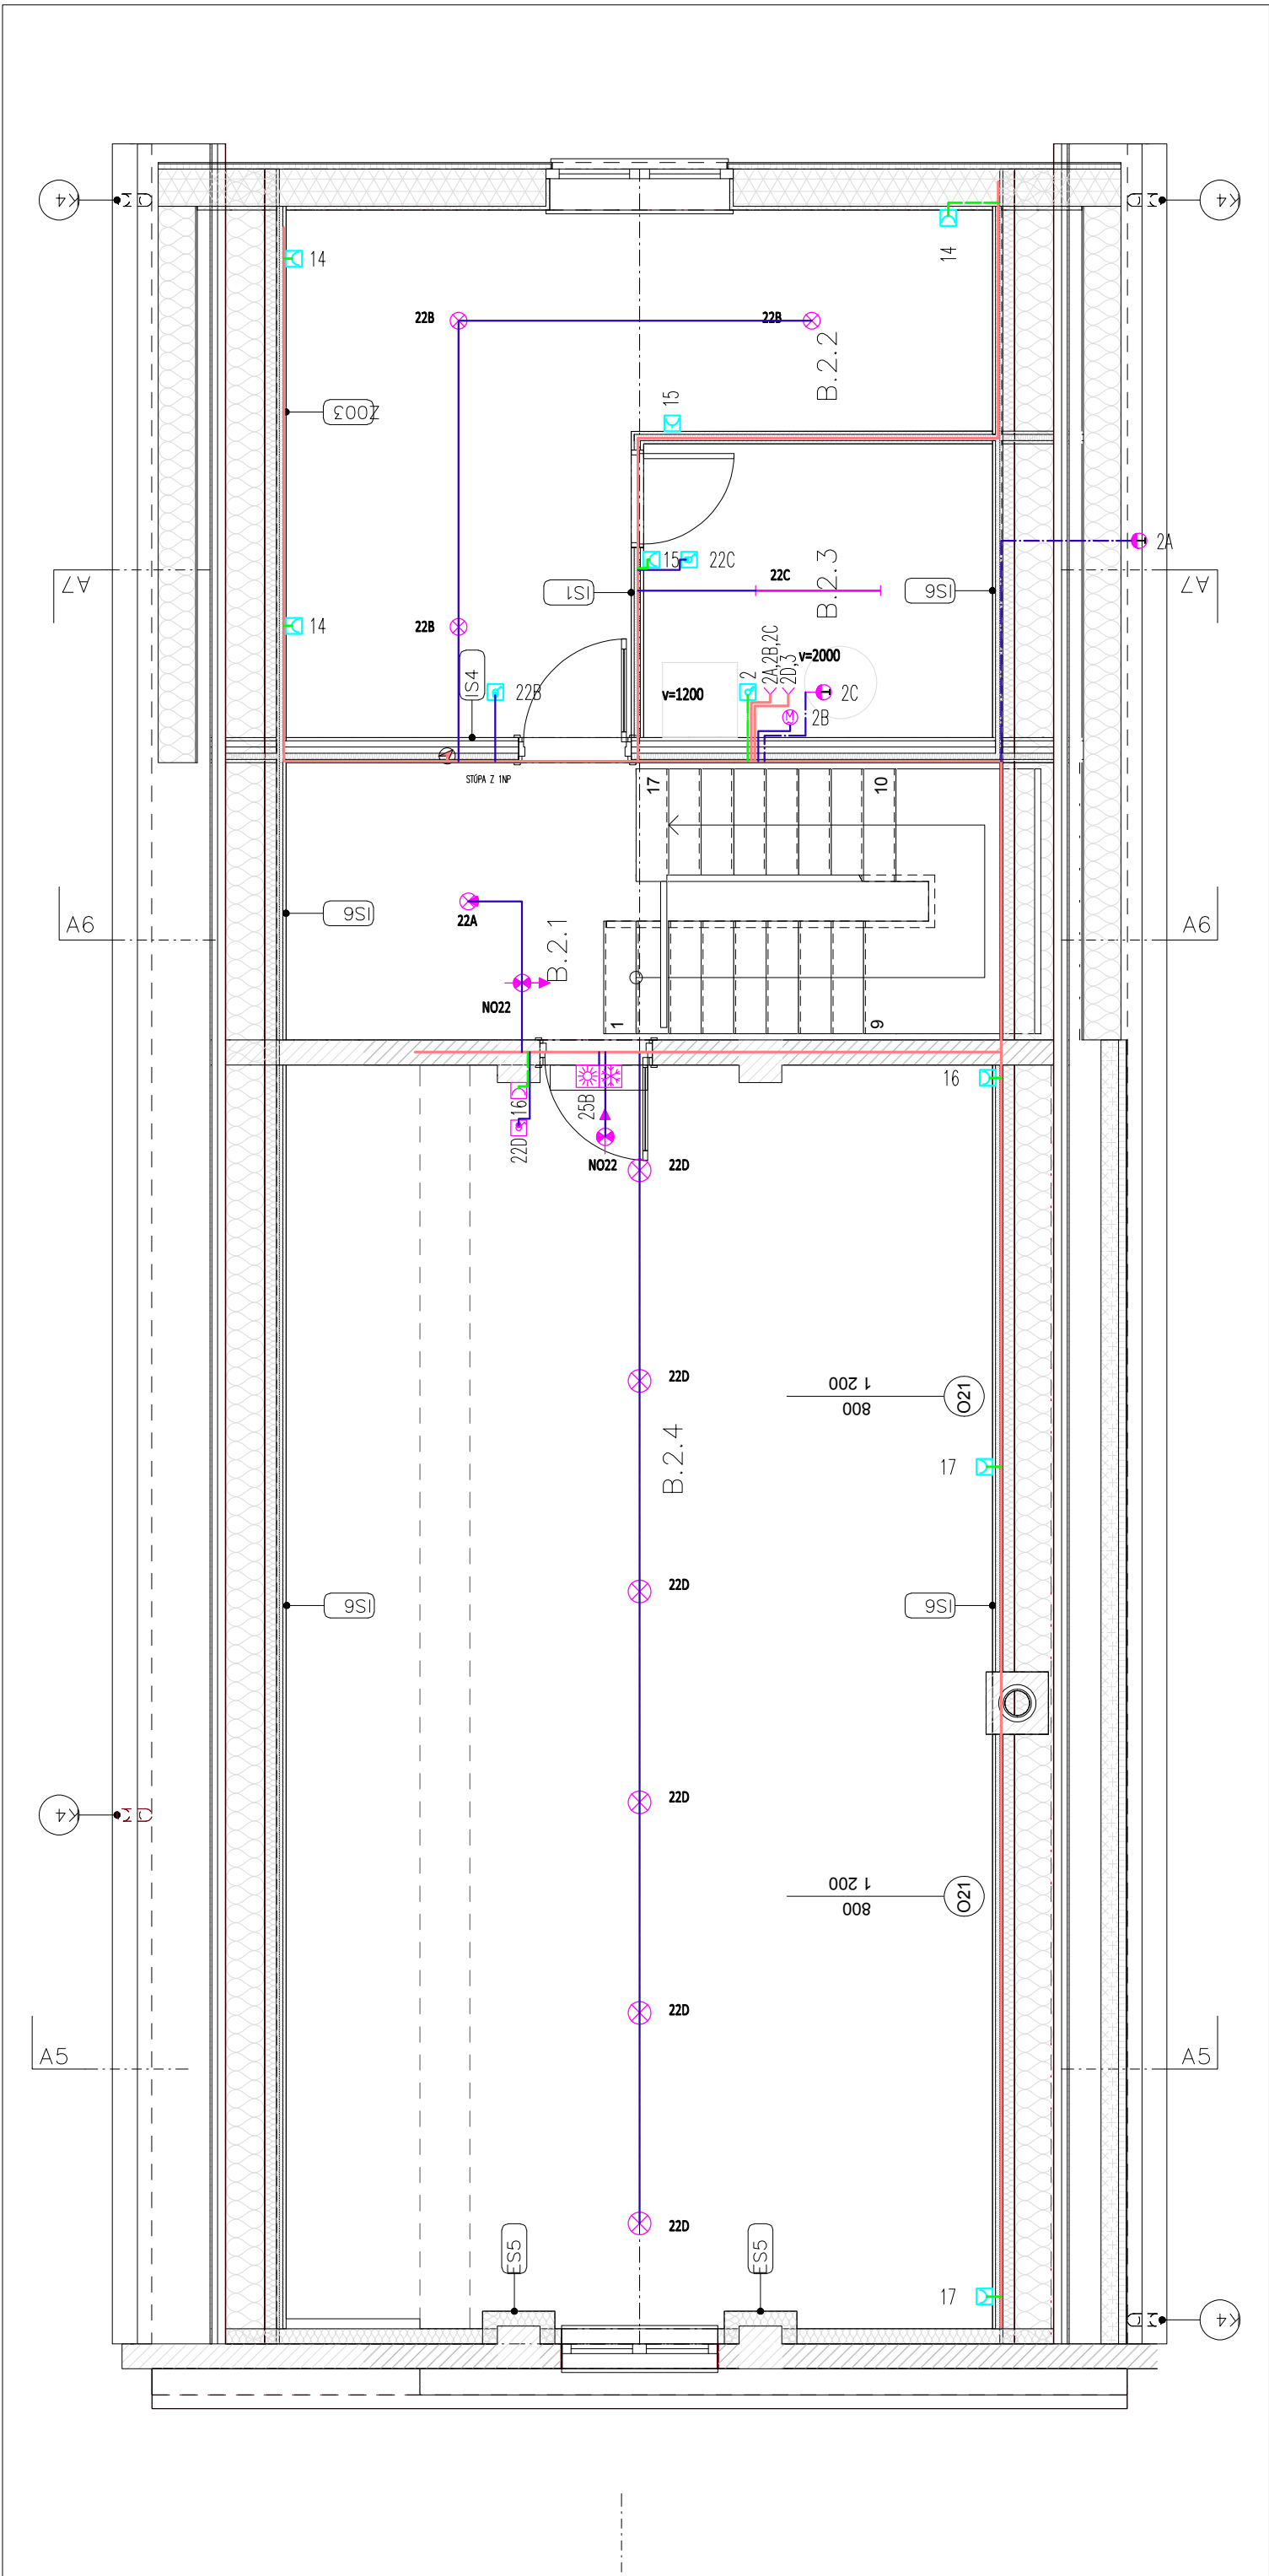 K4
K4
14
14
22B
22B
B.2.2
Z003
15
2A
A7
A7
IS1
15
22C
22C
B.2.3
IS6
14
22B
IS4
22B
v=1200
2
2A,2B,2C
2D,3
v=2000
2C
2B
STÚPA Z 1NP
17
10
A6
A6
IS6
22A
B.2.1
NO22
1
9
16
16
22D
25B
NO22
22D
22D
1 200
800
O21
B.2.4
17
22D
IS6
IS6
22D
K4
1 200
800
O21
22D
A5
A5
22D
ES5
ES5
17
K4